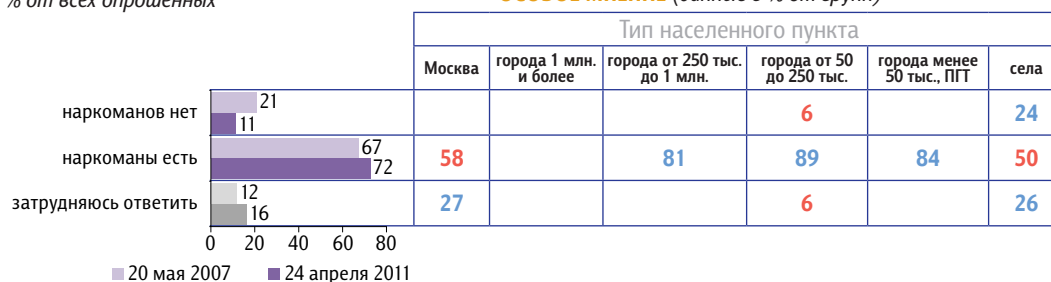 % от всех опрошенных
Тип населенного пункта
Москва
города 1 млн. и более
города от 250 тыс. до 1 млн.
города от 50 до 250 тыс.
города менее 50 тыс., ПГТ
села
наркоманов нет 21 11 6 24
наркоманы есть 67 72 58 81 89 84 50
затрудняюсь ответить 12 16 27 6 26
0 20 40 60 80
20 мая 2007 24 апреля 2011